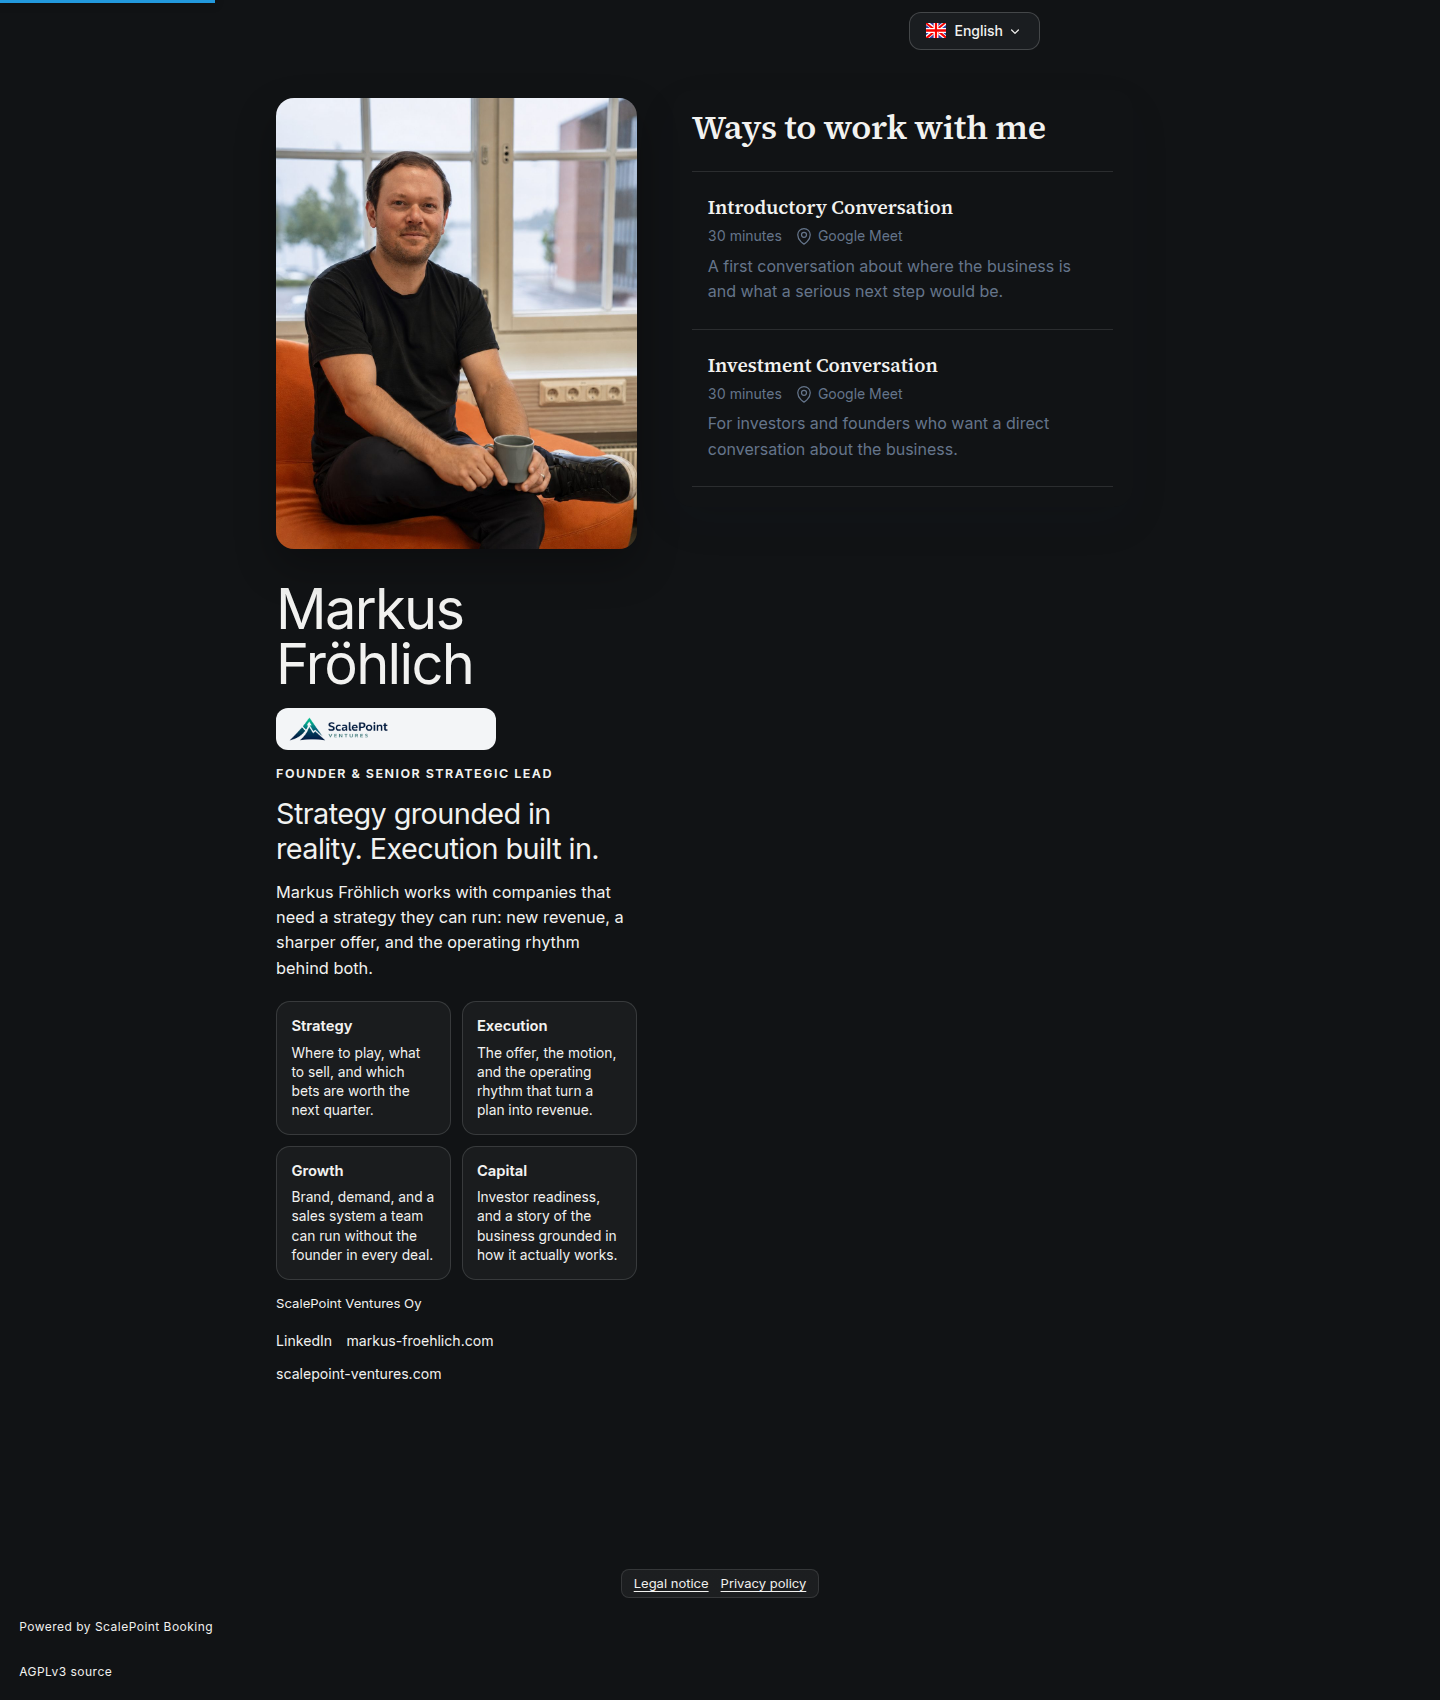 English
Ways to work with me
Introductory Conversation
30 minutes Google Meet
A first conversation about where the business is
and what a serious next step would be.
Investment Conversation
30 minutes Google Meet
For investors and founders who want a direct
conversation about the business.
Markus
Fröhlich
ScalePoint
VENTURES
FOUNDER & SENIOR STRATEGIC LEAD
Strategy grounded in
reality. Execution built in.
Markus Fröhlich works with companies that
need a strategy they can run: new revenue, a
sharper offer, and the operating rhythm
behind both.
Strategy
Where to play, what
to sell, and which
bets are worth the
next quarter.
Execution
The offer, the motion,
and the operating
rhythm that turn a
plan into revenue.
Growth
Brand, demand, and a
sales system a team
can run without the
founder in every deal.
Capital
Investor readiness,
and a story of the
business grounded in
how it actually works.
ScalePoint Ventures Oy
LinkedIn markus-froehlich.com
scalepoint-ventures.com
Legal notice Privacy policy
Powered by ScalePoint Booking
AGPLv3 source